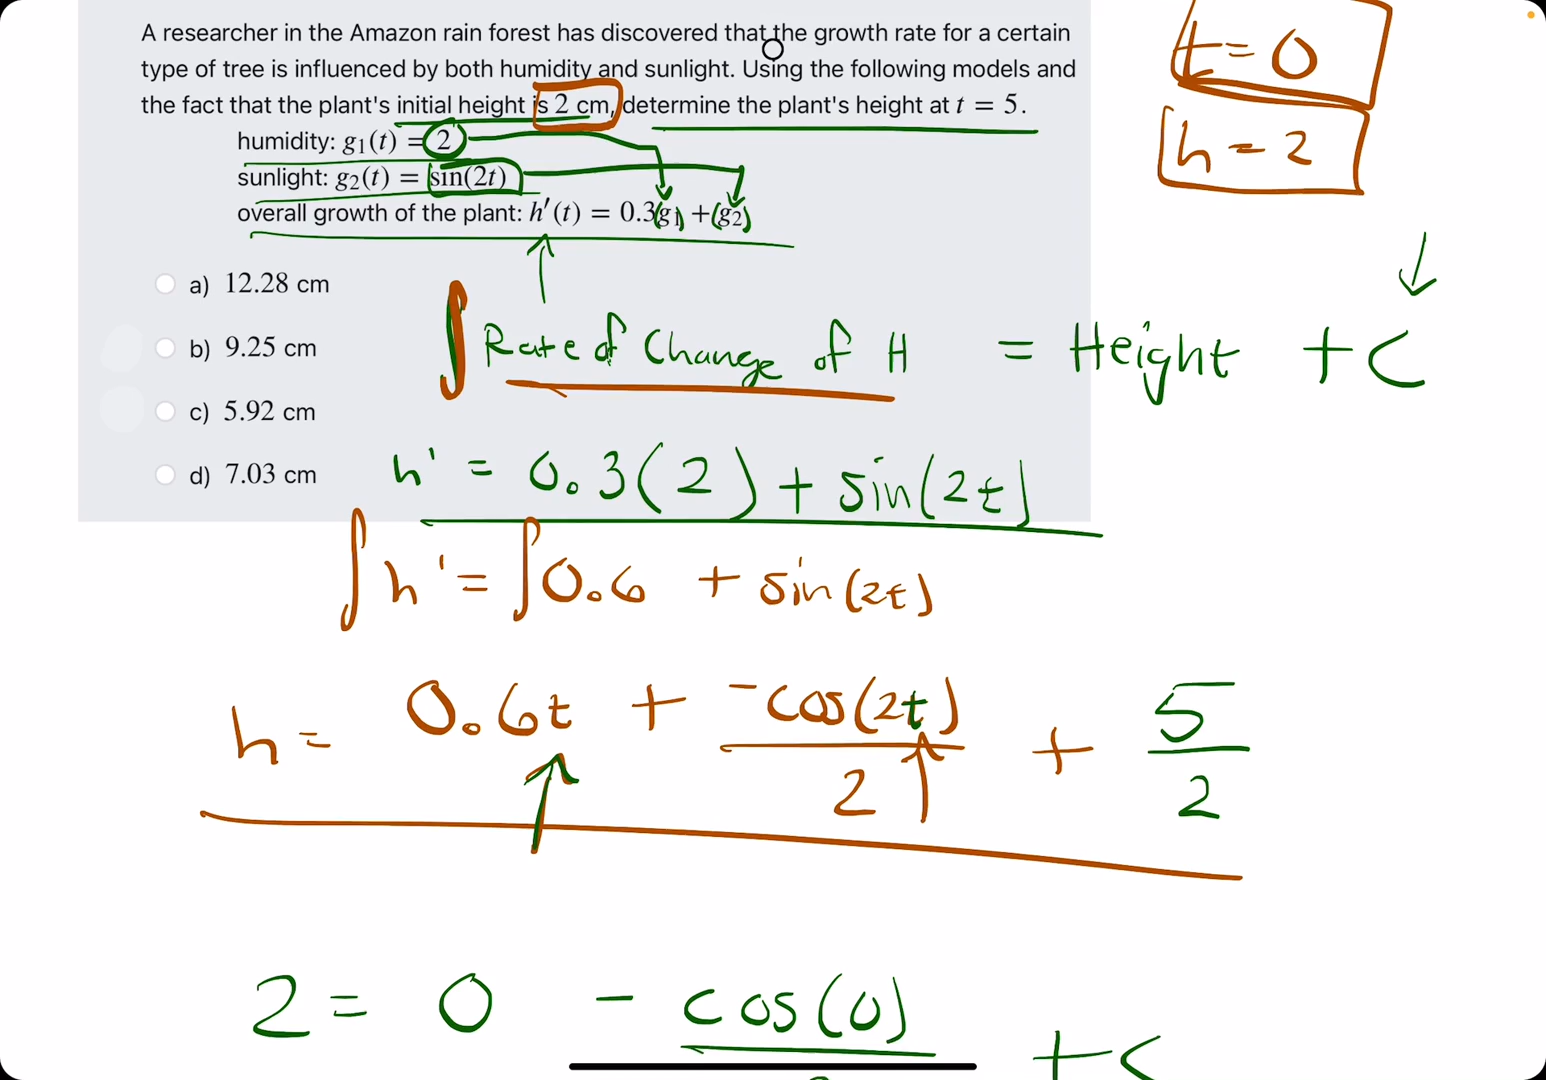 A researcher in the Amazon rain forest has discovered that the growth rate for a certain
type of tree is influenced by both humidity and sunlight. Using the following models and
the fact that the plant's initial height is 2 cm, determine the plant's height at t = 5.
humidity: g₁(t) = 2
sunlight: g₂(t) = sin(2t)
overall growth of the plant: h′(t) = 0.3(g₁) + (g₂)
t = 0
h = 2
a) 12.28 cm
b) 9.25 cm
c) 5.92 cm
d) 7.03 cm
∫ Rate of Change of H = Height + C
h' = 0.3(2) + sin(2t)
∫h' = ∫0.6 + sin(2t)
h = 0.6t + -cos(2t)/2 + 5/2
2 = 0 - cos(0)
+ C